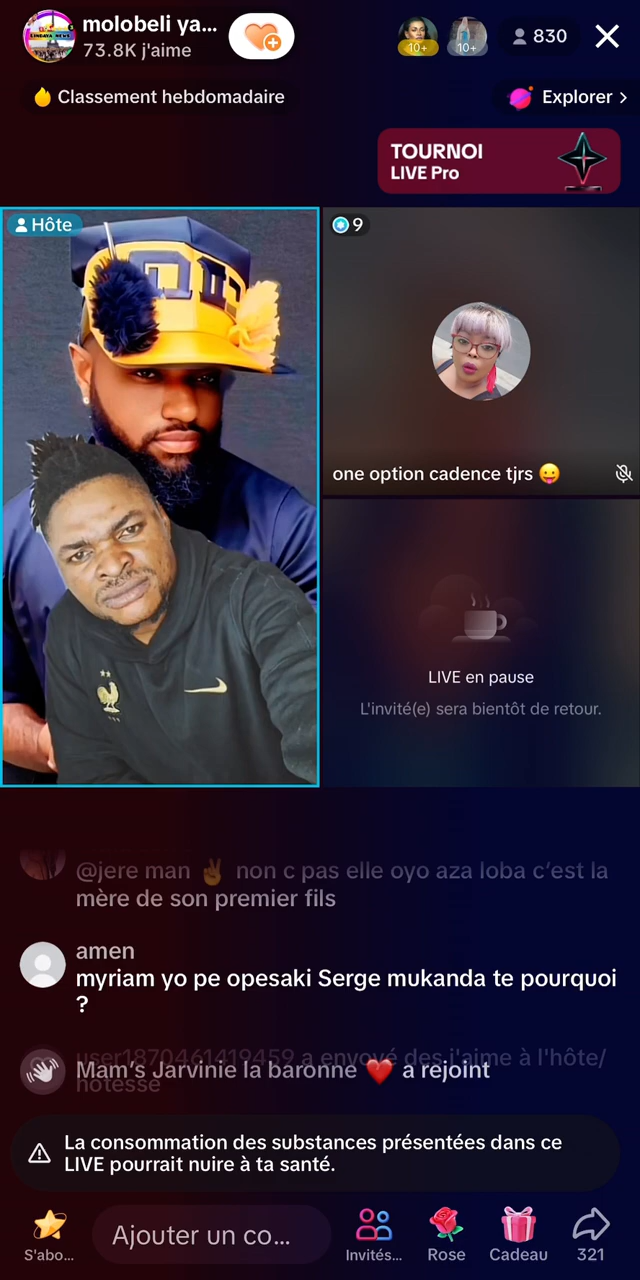 molobeli ya...
73.8K j'aime
10+
10+
830
Classement hebdomadaire
Explorer >
TOURNOI
LIVE Pro
Hôte
9
one option cadence tjrs 😛
LIVE en pause
L'invité(e) sera bientôt de retour.
@jere man ✌️ non c pas elle oyo aza loba c'est la
mère de son premier fils
amen
myriam yo pe opesaki Serge mukanda te pourquoi
?
user1870461419459 a envoyé des j'aime à l'hôte/
hôtesse
Mam's Jarvinie la baronne ❤️ a rejoint
La consommation des substances présentées dans ce
LIVE pourrait nuire à ta santé.
S'abo...
Ajouter un co...
Invités...
Rose
Cadeau
321